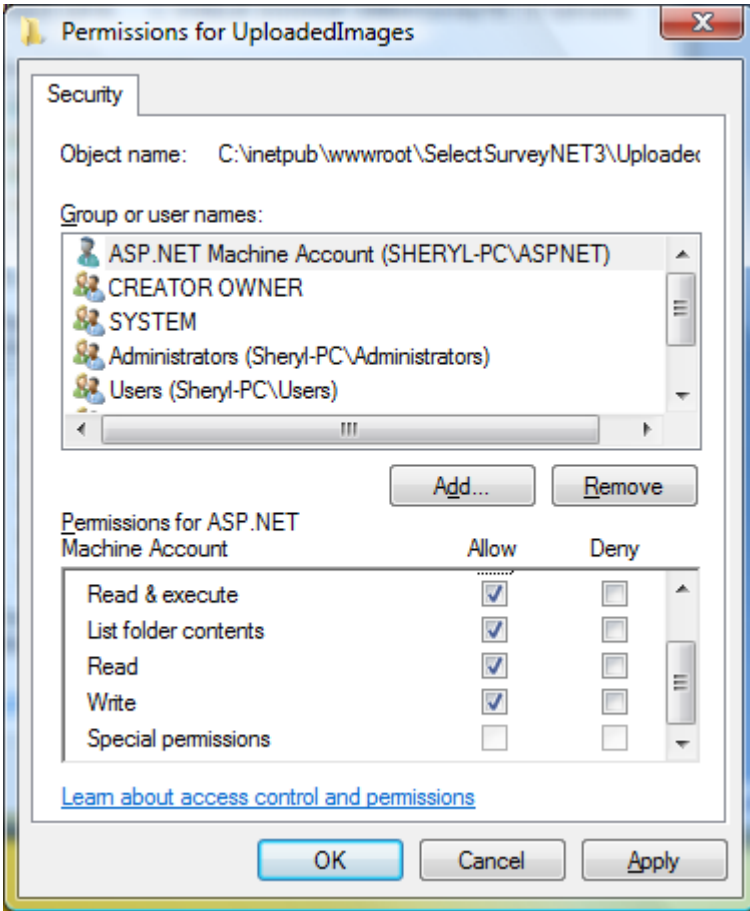 Permissions for UploadedImages
Security
Object name: C:\inetpub\wwwroot\SelectSurveyNET3\Uploaded
Group or user names:
ASP.NET Machine Account (SHERYL-PC\ASPNET)
CREATOR OWNER
SYSTEM
Administrators (Sheryl-PC\Administrators)
Users (Sheryl-PC\Users)
Add... Remove
Permissions for ASP.NET
Machine Account Allow Deny
Read & execute
List folder contents
Read
Write
Special permissions
Learn about access control and permissions
OK Cancel Apply